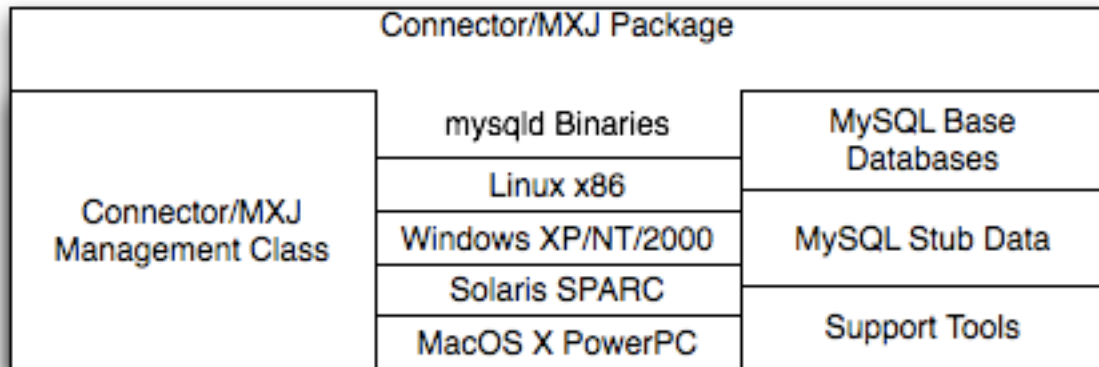 Connector/MXJ Package
Connector/MXJ
Management Class
mysqld Binaries
Linux x86
Windows XP/NT/2000
Solaris SPARC
MacOS X PowerPC
MySQL Base
Databases
MySQL Stub Data
Support Tools